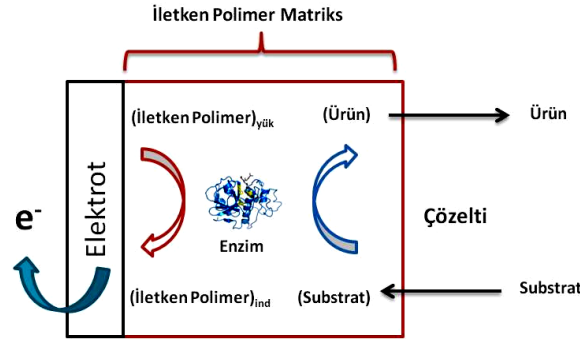 İletken Polimer Matriks
(İletken Polimer)yük
(Ürün)
Ürün
Elektrot
e-
Enzim
Çözelti
(İletken Polimer)ind
(Substrat)
Substrat